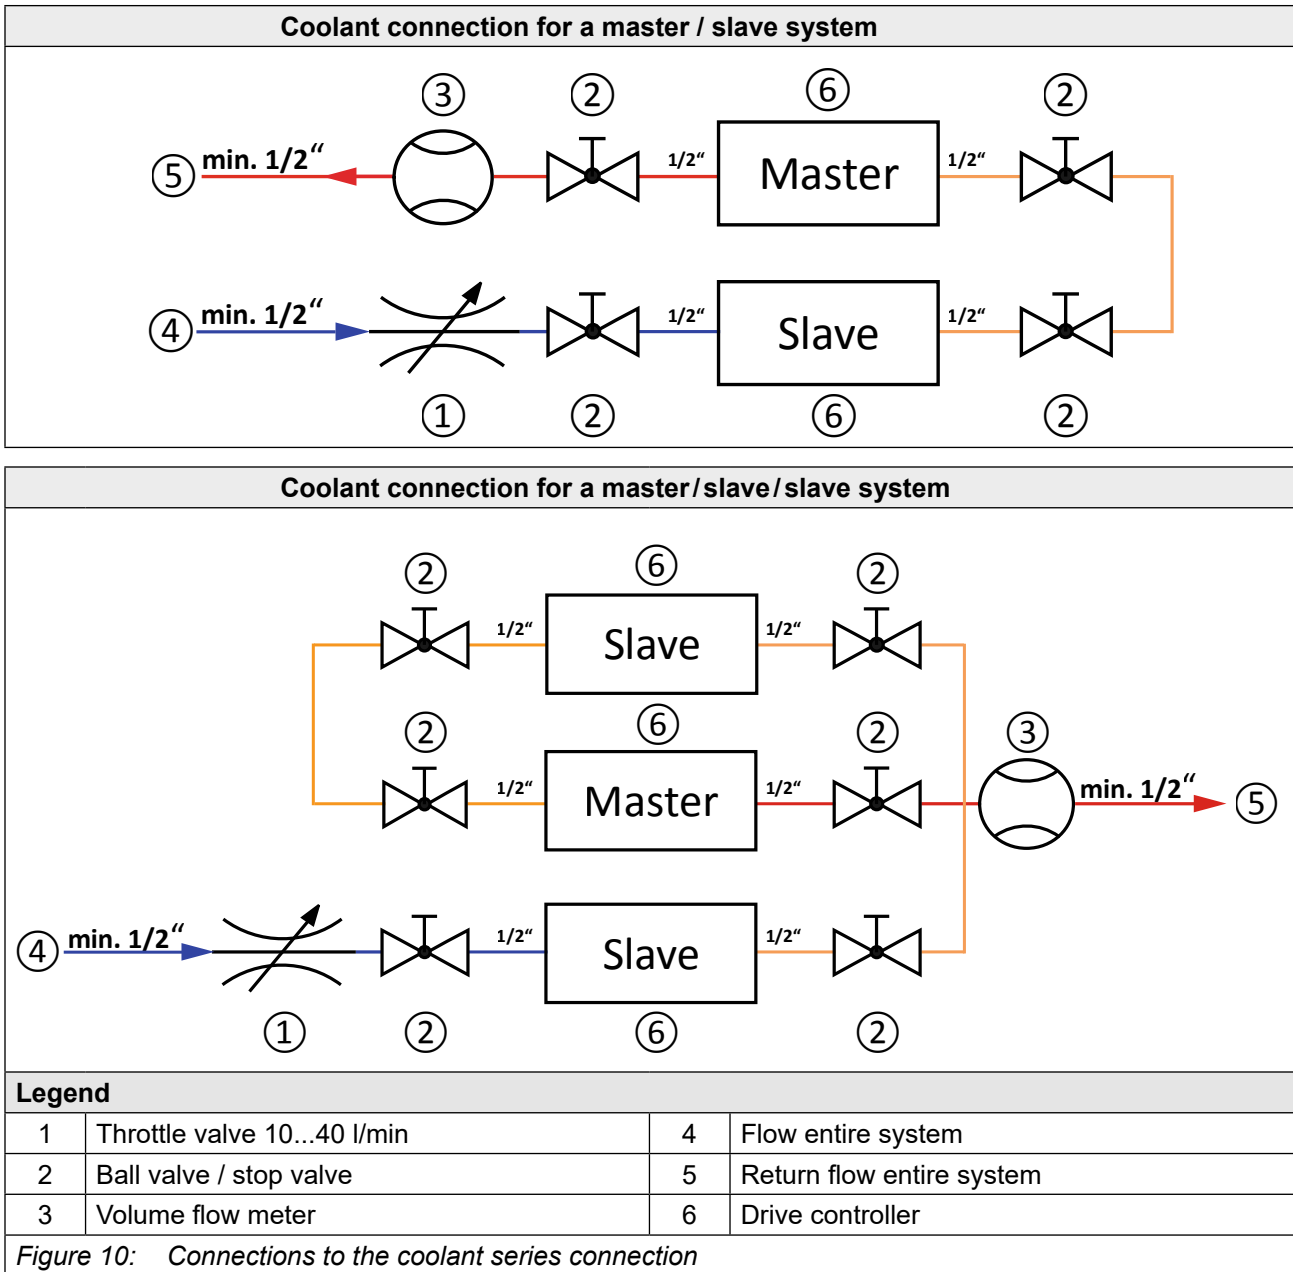 Coolant connection for a master / slave system
3 2 6 2
5 min. 1/2“ 1/2“ Master 1/2“
4 min. 1/2“ 1/2“ Slave 1/2“
1 2 6 2
Coolant connection for a master/slave/slave system
2 6 2
1/2“ Slave 1/2“
2 6 2 3
1/2“ Master 1/2“ min. 1/2“ 5
4 min. 1/2“ 1/2“ Slave 1/2“
1 2 6 2
Legend
1 Throttle valve 10...40 l/min 4 Flow entire system
2 Ball valve / stop valve 5 Return flow entire system
3 Volume flow meter 6 Drive controller
Figure 10: Connections to the coolant series connection